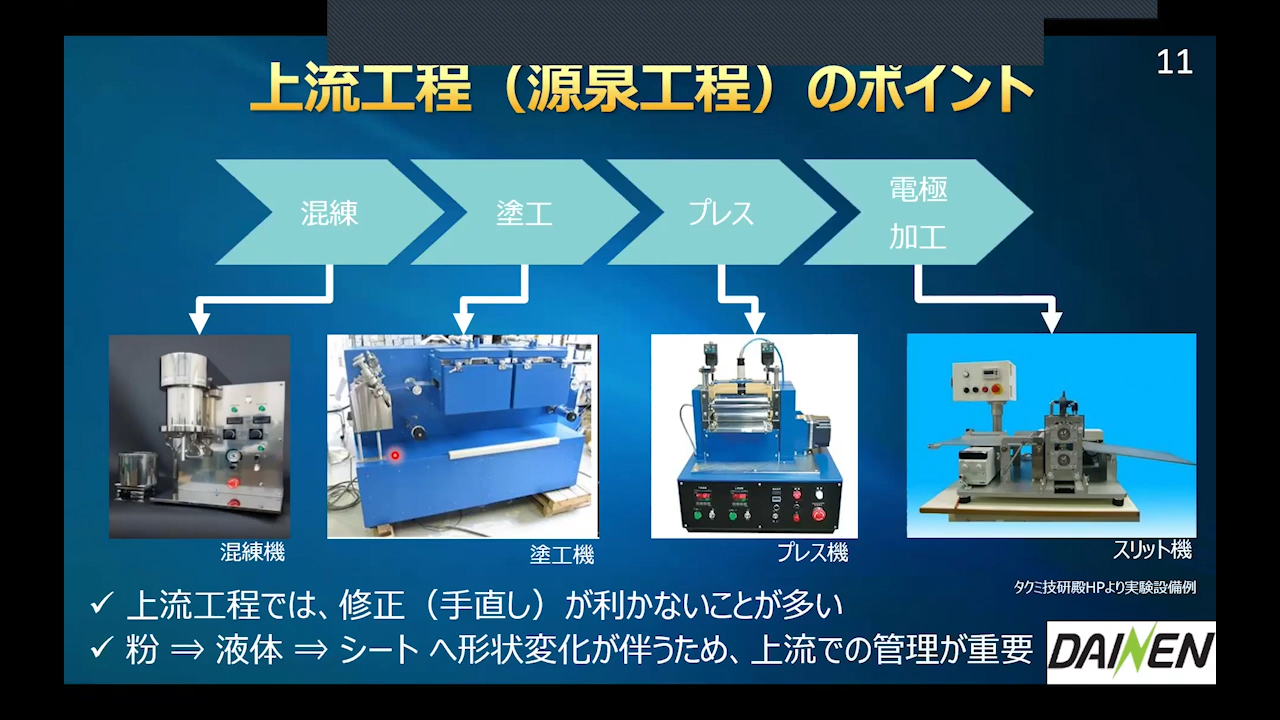 11
上流工程（源泉工程）のポイント
混練
塗工
プレス
電極
加工
混練機
塗工機
プレス機
スリット機
タクミ技研殿HPより実験設備例
✓ 上流工程では、修正（手直し）が利かないことが多い
✓ 粉 ⇒ 液体 ⇒ シート へ形状変化が伴うため、上流での管理が重要
DAINEN